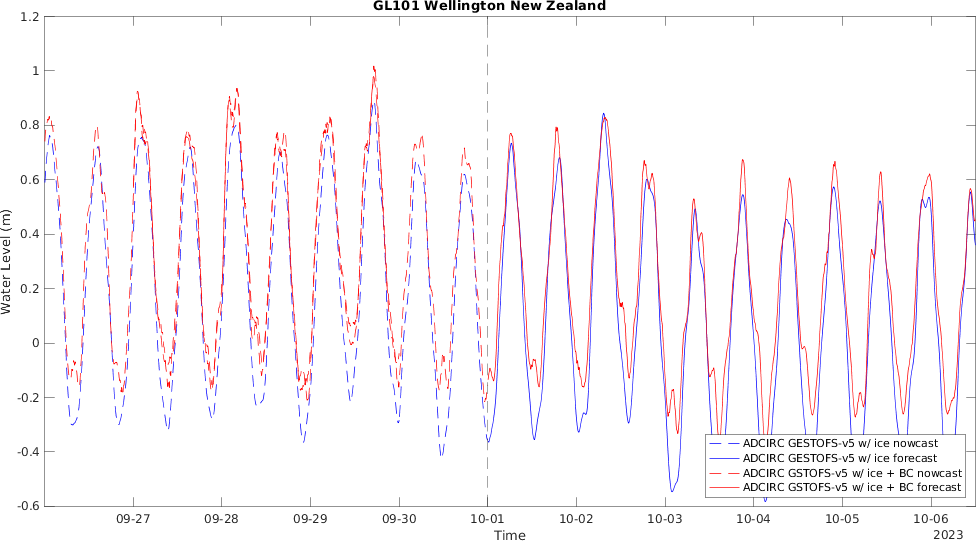 GL101 Wellington New Zealand
1.2
1
0.8
0.6
0.4
0.2
0
-0.2
-0.4
-0.6
Water Level (m)
ADCIRC GESTOFS-v5 w/ ice nowcast
ADCIRC GESTOFS-v5 w/ ice forecast
ADCIRC GSTOFS-v5 w/ ice + BC nowcast
ADCIRC GSTOFS-v5 w/ ice + BC forecast
09-27 09-28 09-29 09-30 10-01 10-02 10-03 10-04 10-05 10-06
Time
2023